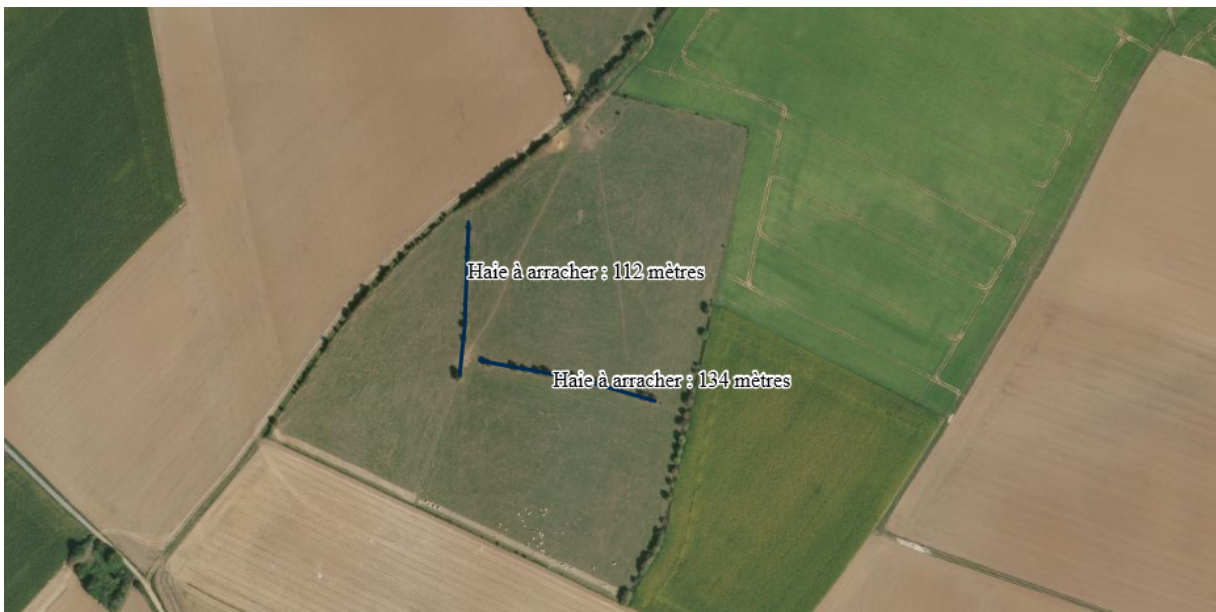 Haie à arracher : 112 mètres
Haie à arracher : 134 mètres